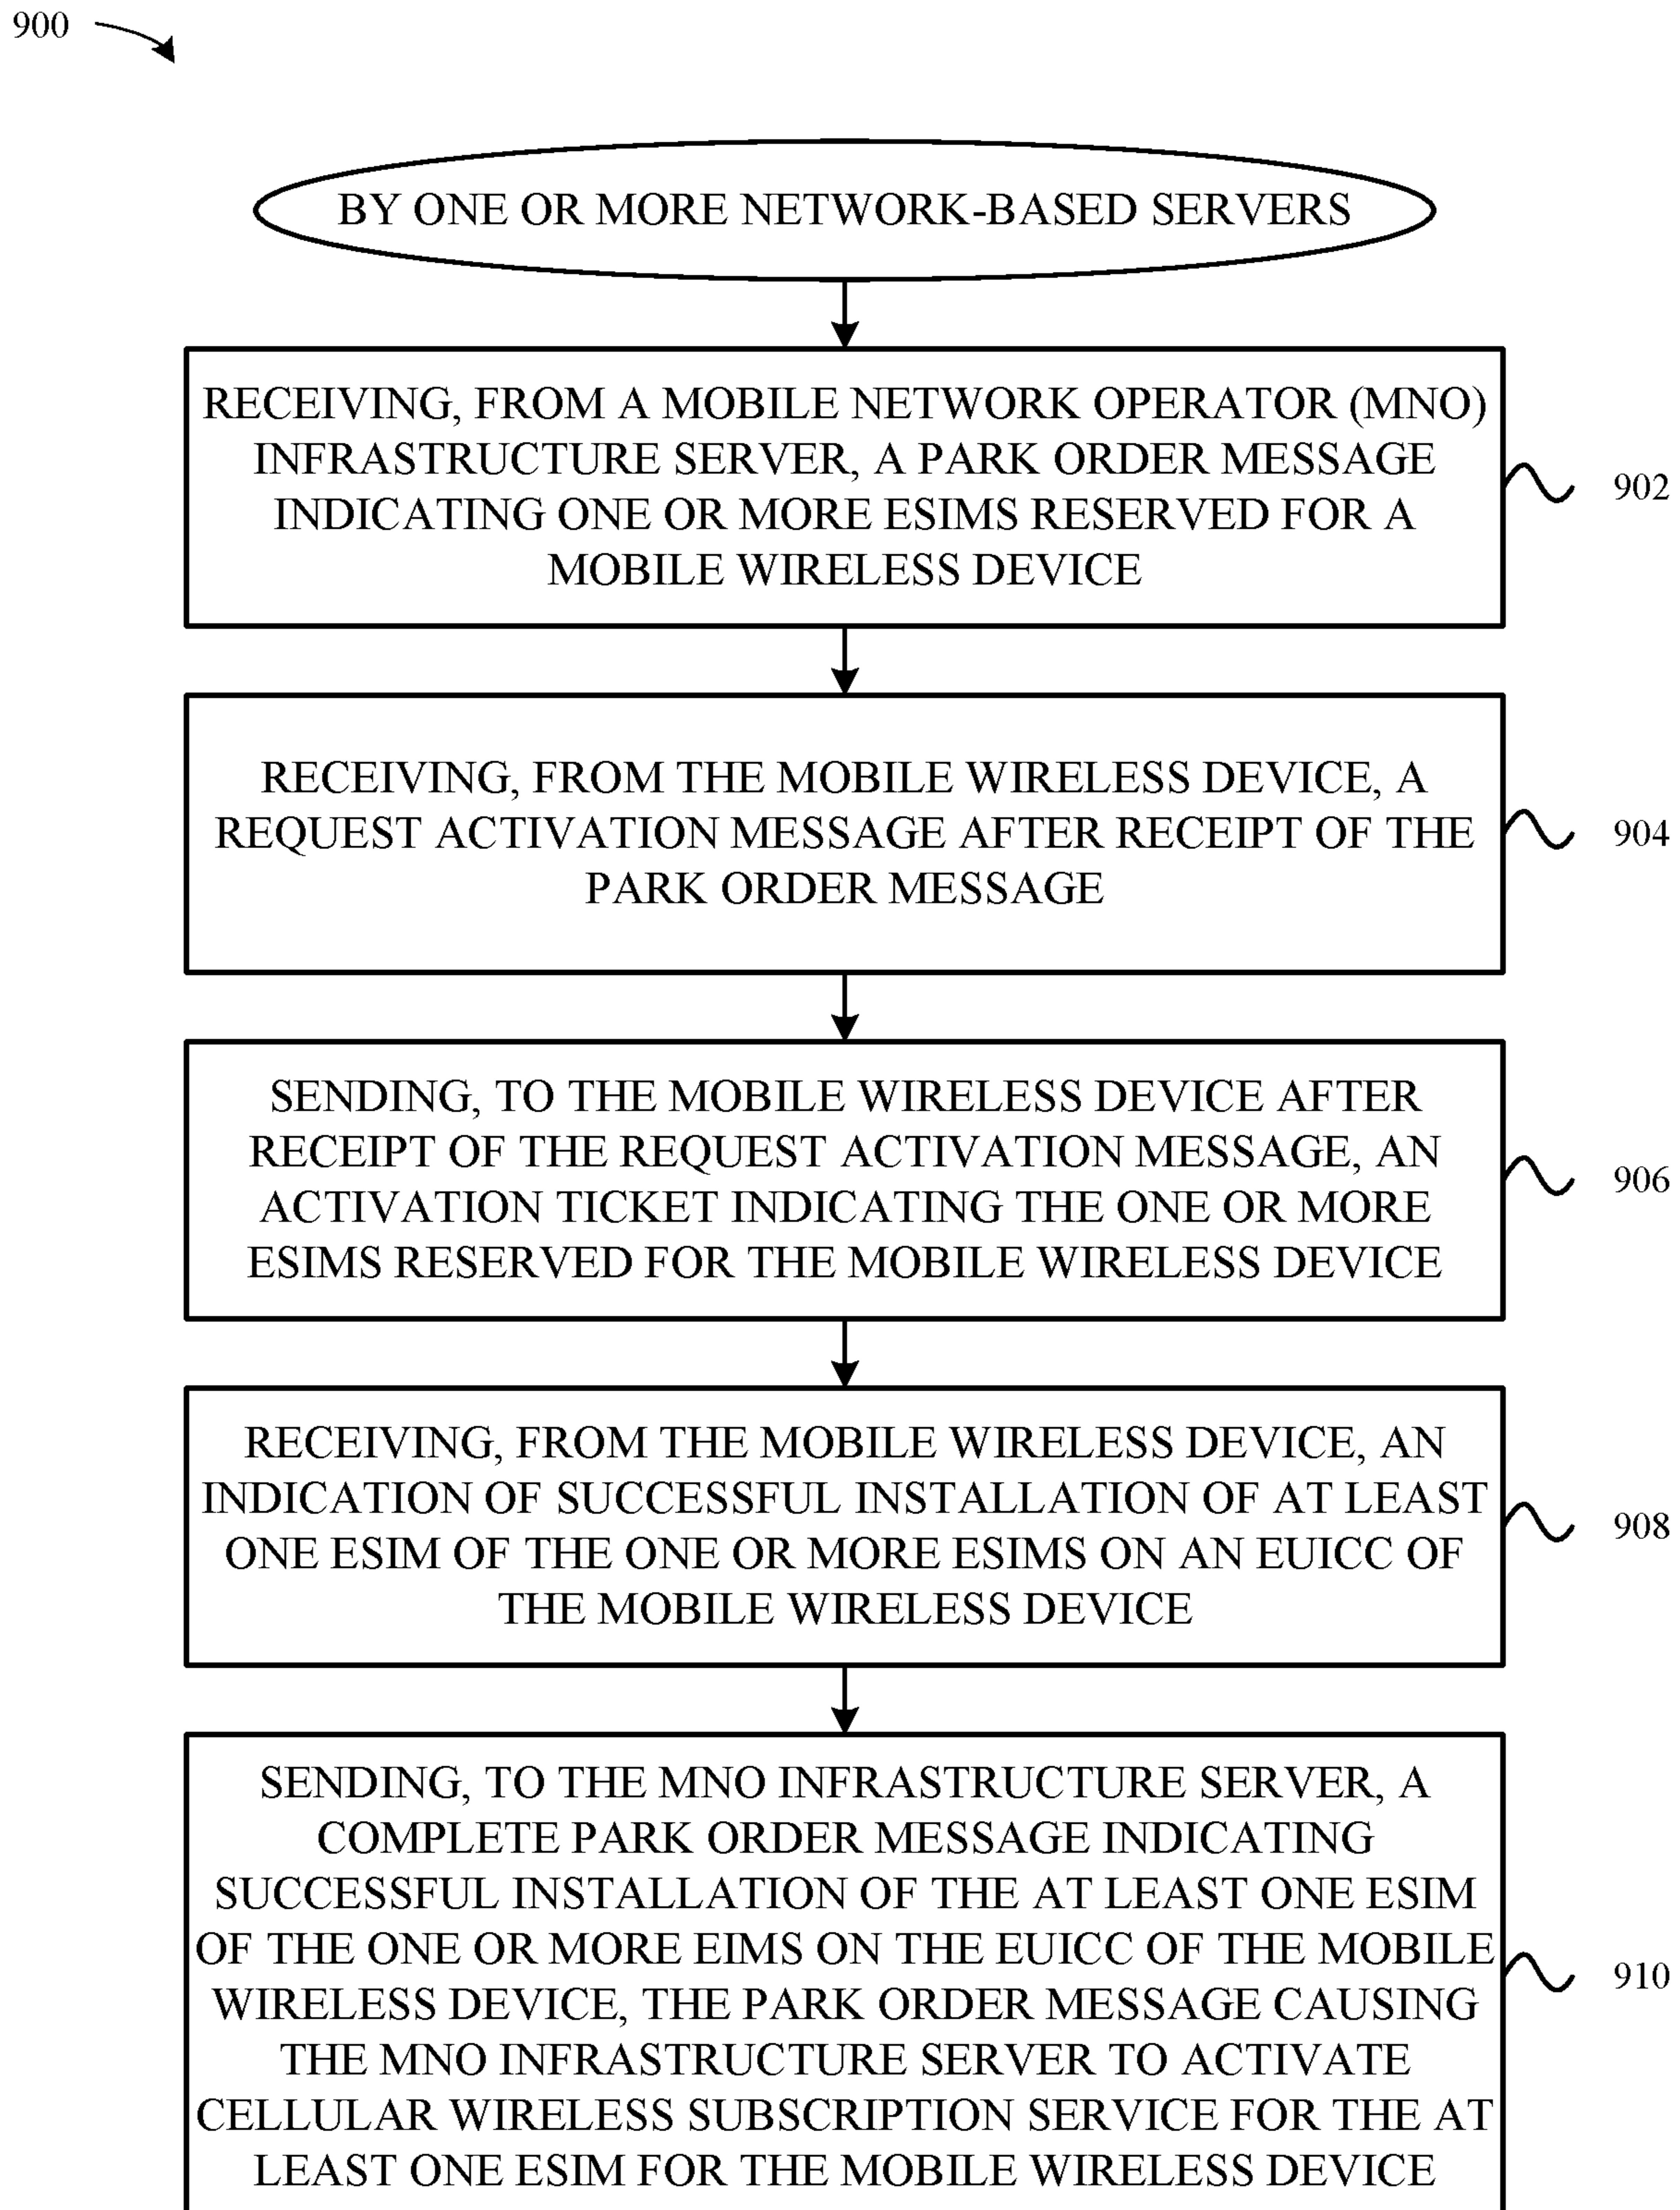 900
BY ONE OR MORE NETWORK-BASED SERVERS
RECEIVING, FROM A MOBILE NETWORK OPERATOR (MNO)
INFRASTRUCTURE SERVER, A PARK ORDER MESSAGE
INDICATING ONE OR MORE ESIMS RESERVED FOR A
MOBILE WIRELESS DEVICE
902
RECEIVING, FROM THE MOBILE WIRELESS DEVICE, A
REQUEST ACTIVATION MESSAGE AFTER RECEIPT OF THE
PARK ORDER MESSAGE
904
SENDING, TO THE MOBILE WIRELESS DEVICE AFTER
RECEIPT OF THE REQUEST ACTIVATION MESSAGE, AN
ACTIVATION TICKET INDICATING THE ONE OR MORE
ESIMS RESERVED FOR THE MOBILE WIRELESS DEVICE
906
RECEIVING, FROM THE MOBILE WIRELESS DEVICE, AN
INDICATION OF SUCCESSFUL INSTALLATION OF AT LEAST
ONE ESIM OF THE ONE OR MORE ESIMS ON AN EUICC OF
THE MOBILE WIRELESS DEVICE
908
SENDING, TO THE MNO INFRASTRUCTURE SERVER, A
COMPLETE PARK ORDER MESSAGE INDICATING
SUCCESSFUL INSTALLATION OF THE AT LEAST ONE ESIM
OF THE ONE OR MORE EIMS ON THE EUICC OF THE MOBILE
WIRELESS DEVICE, THE PARK ORDER MESSAGE CAUSING
THE MNO INFRASTRUCTURE SERVER TO ACTIVATE
CELLULAR WIRELESS SUBSCRIPTION SERVICE FOR THE AT
LEAST ONE ESIM FOR THE MOBILE WIRELESS DEVICE
910